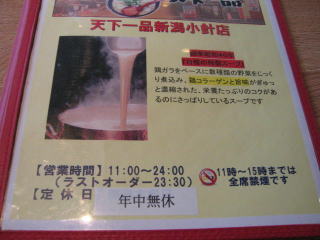 天下一品新潟小針店
鶏ガラをベースに数種類の野菜をじっく
り煮込み、鶏コラーゲンと旨味がぎゅっ
と濃縮された、栄養たっぷりのコクがあ
るのにさっぱりしているスープです
【営業時間】11:00～24:00
（ラストオーダー23:30）
11時～15時までは
全席禁煙です
【定休日 年中無休